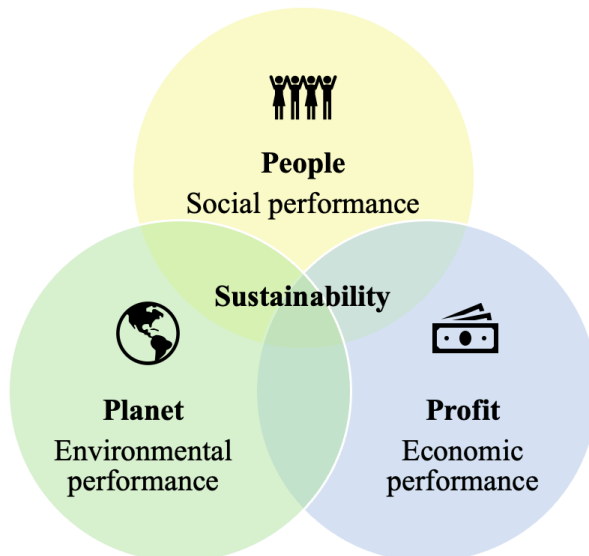 People
Social performance
Sustainability
Planet
Environmental
performance
Profit
Economic
performance